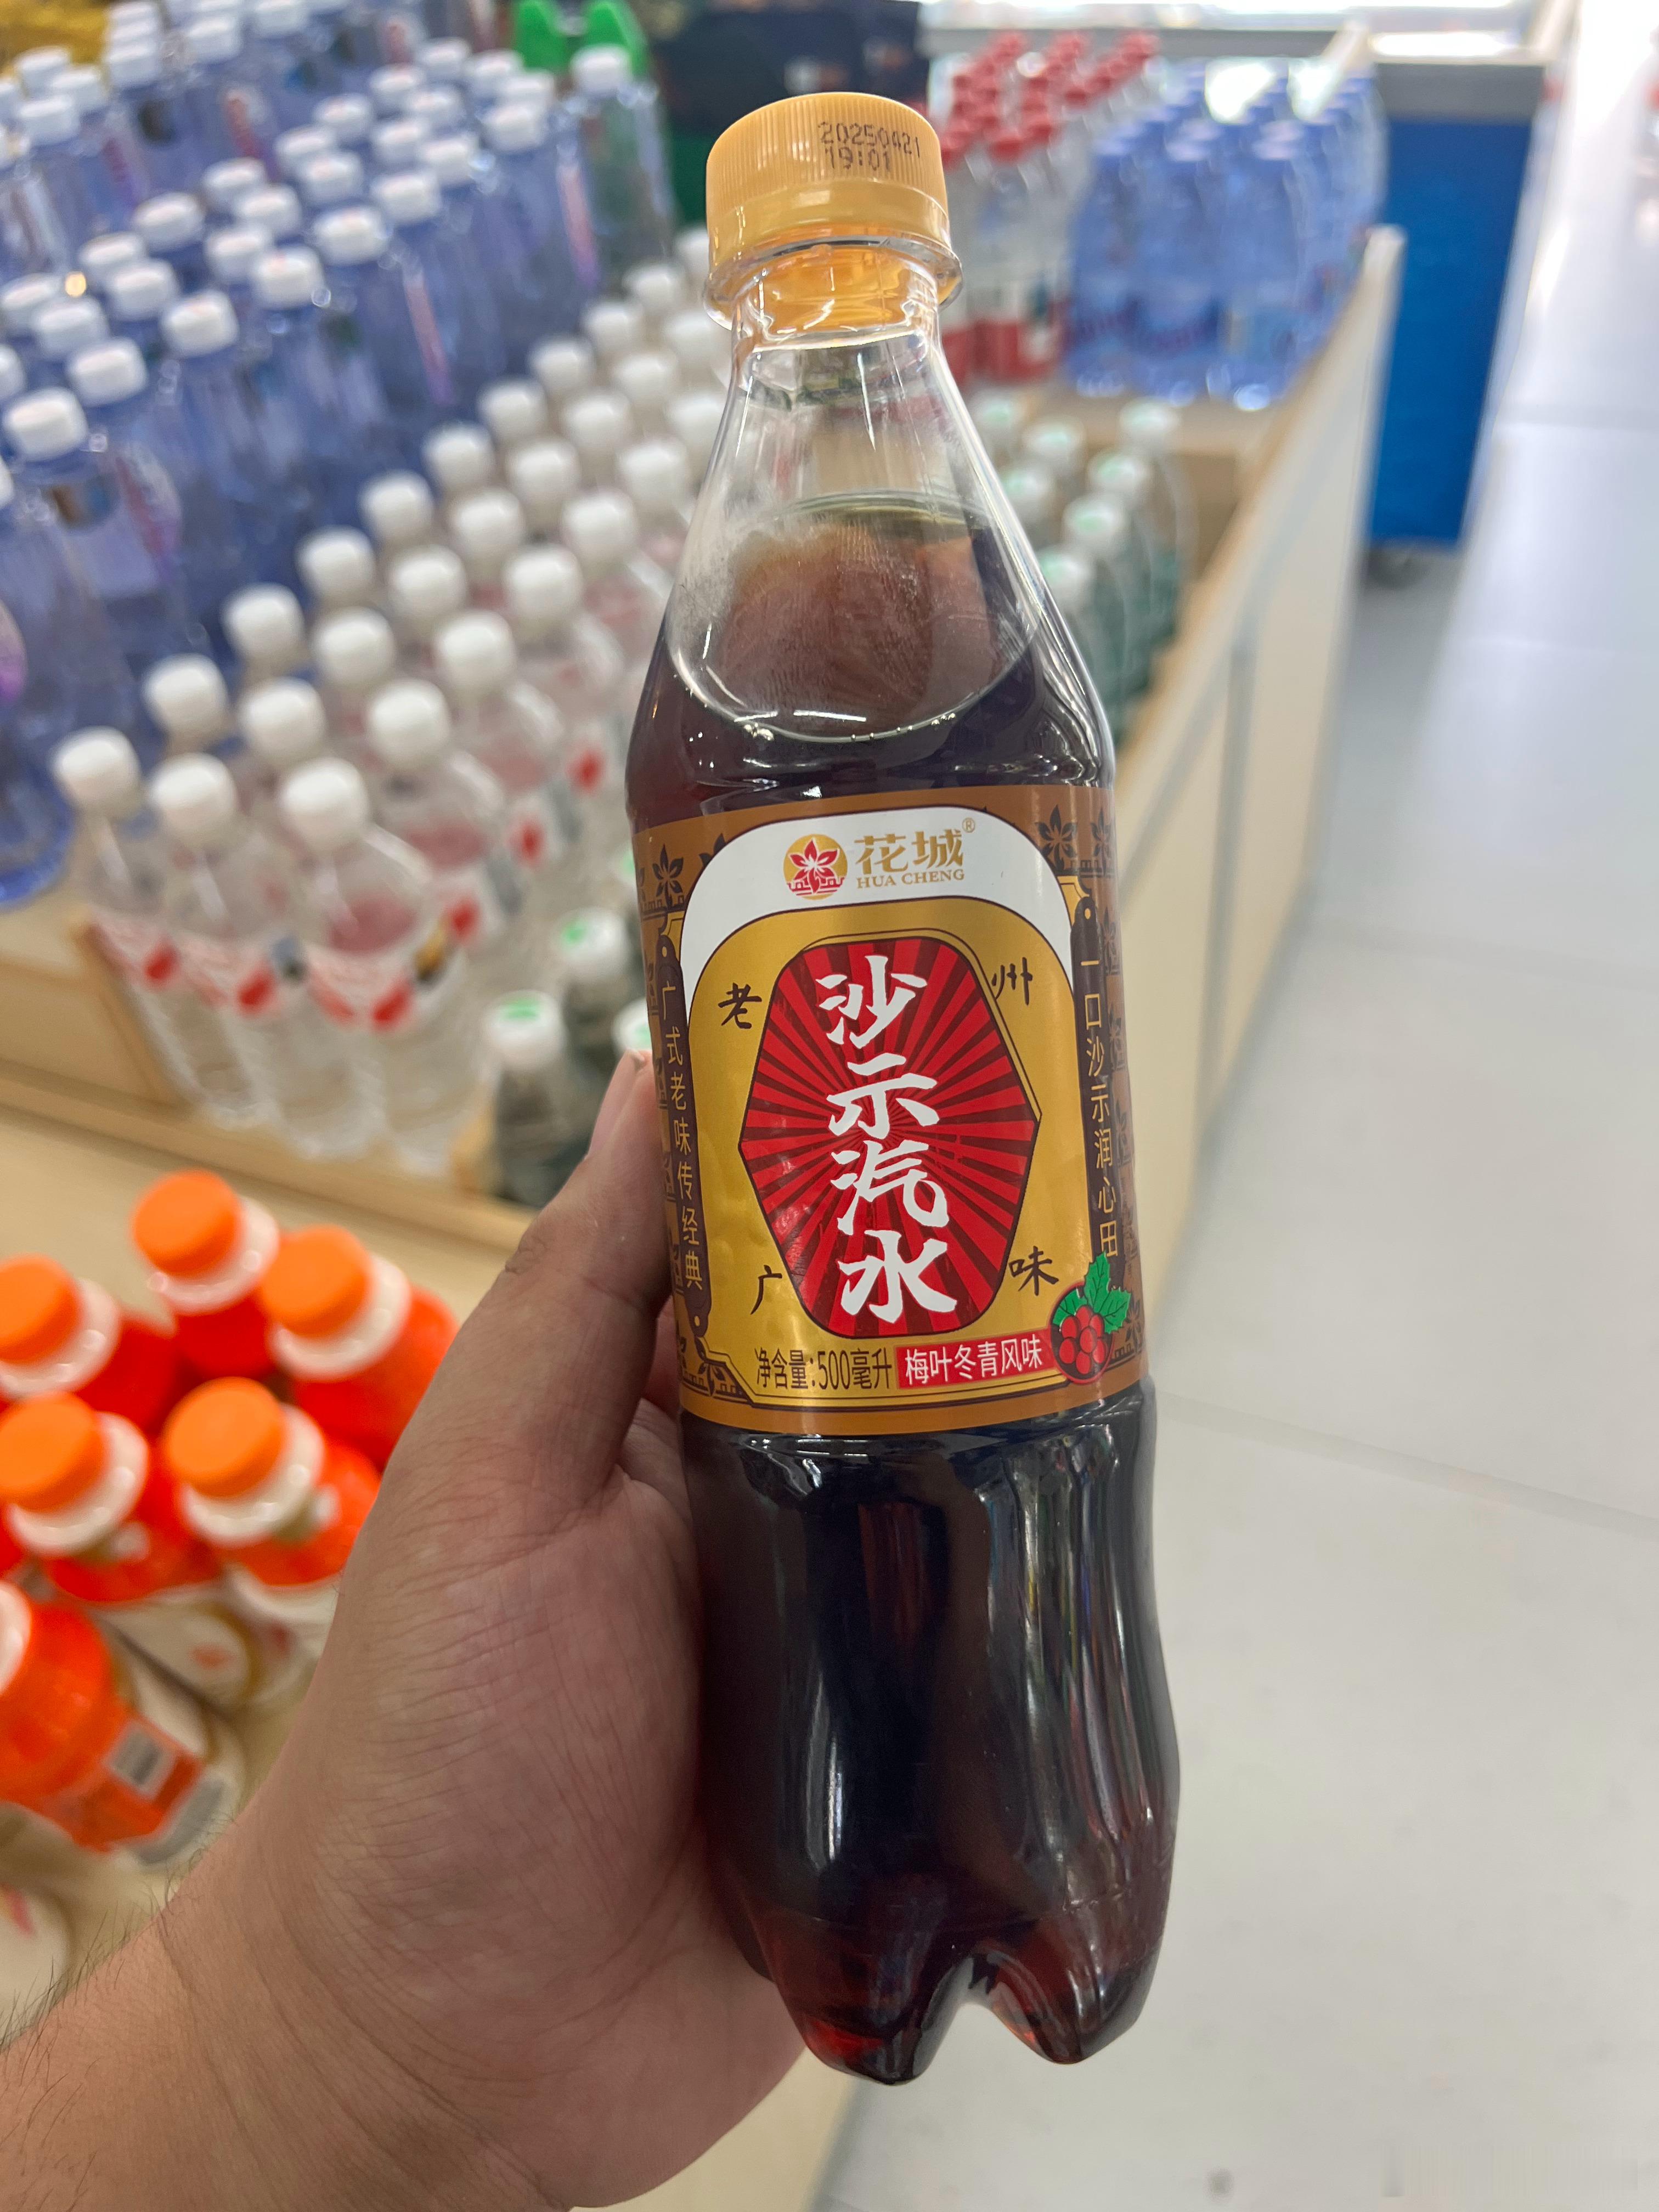 20250421
19:01
花城®
HUA CHENG
老
州
沙示汽水
广
味
广式老味传经典
一口沙示润心田
净含量:500毫升
梅叶冬青风味